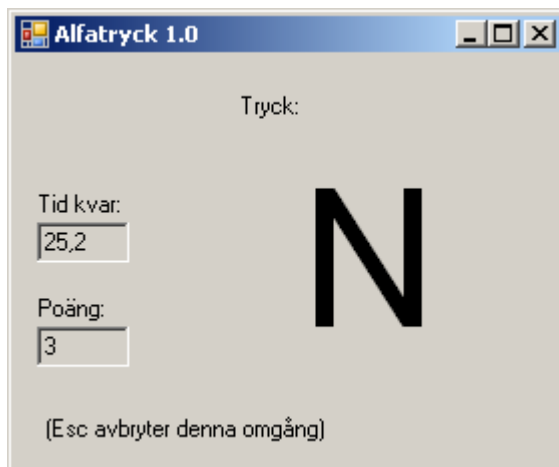 Alfatryck 1.0
Tryck:
N
Tid kvar:
25,2
Poäng:
3
(Esc avbryter denna omgång)